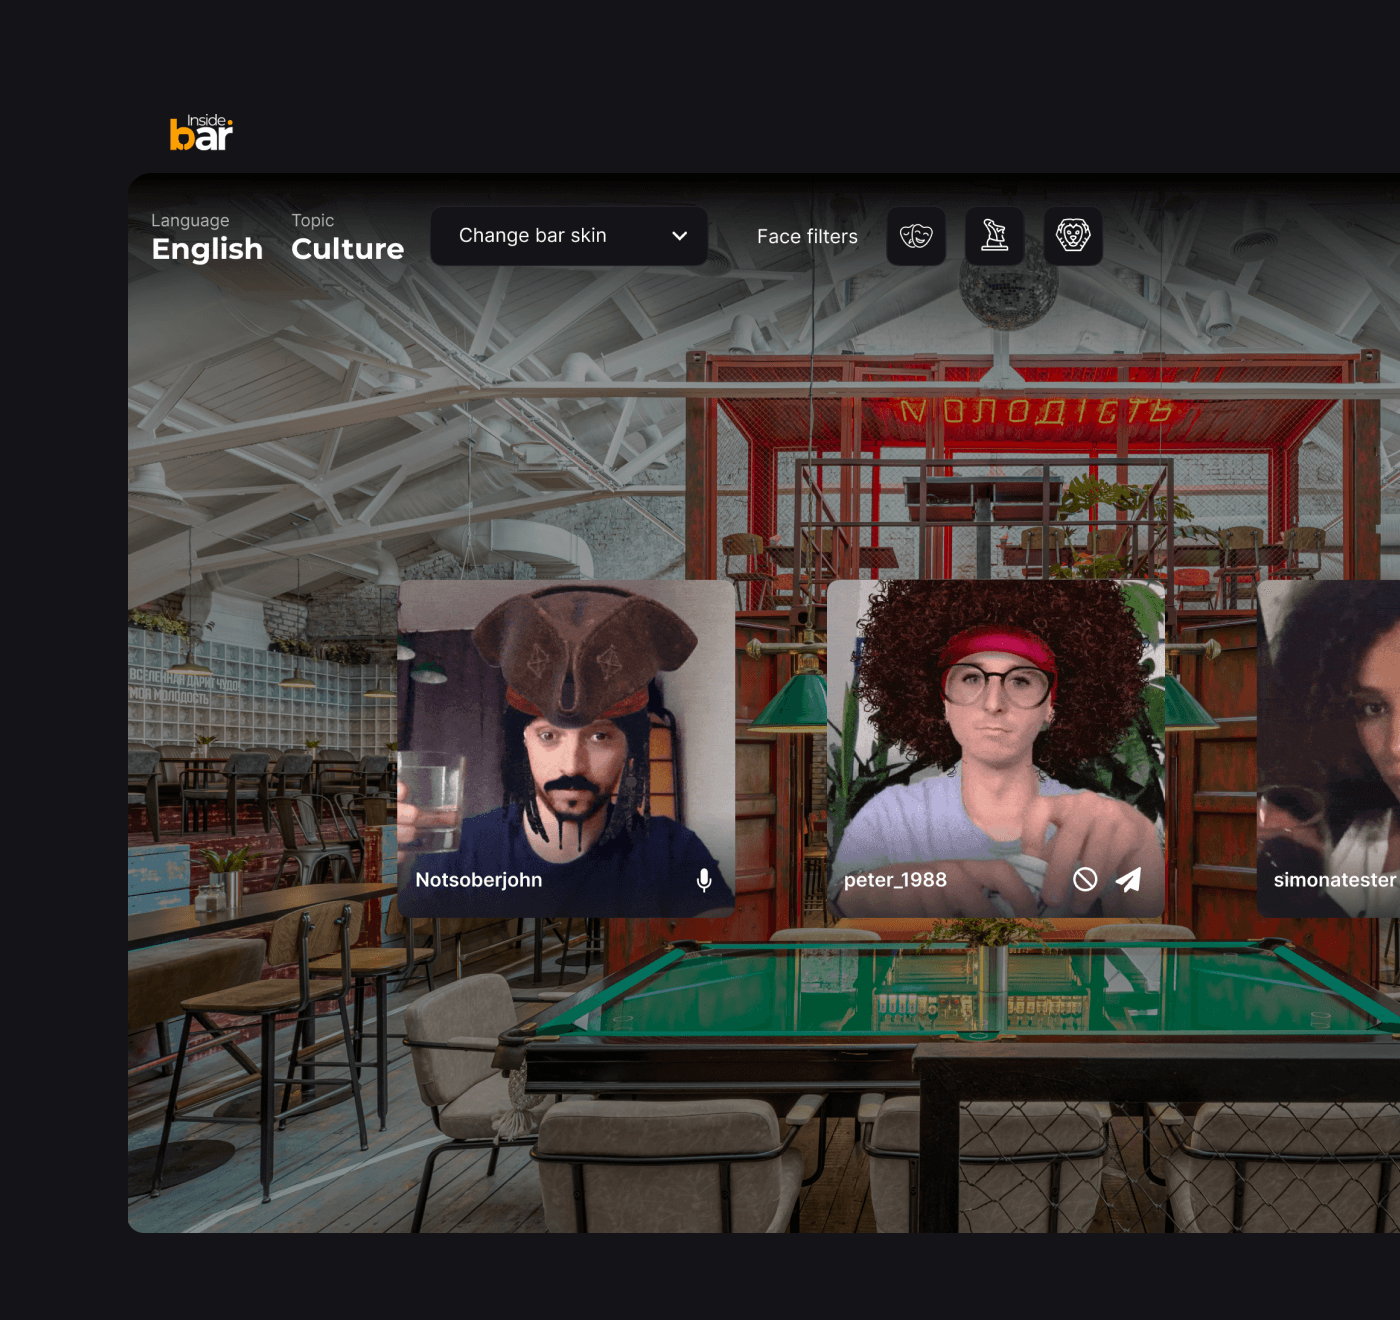 Inside
bar
Language
English
Topic
Culture
Change bar skin
Face filters
МОЛОДІСТЬ
ВСЕЛЕННАЯ ДАРИТ ЧУДО!
МОЯ МОЛОДОСТЬ
Notsoberjohn
peter_1988
simonatester